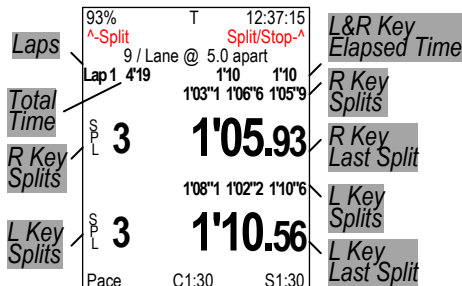 93% T 12:37:15
^-Split Split/Stop-^
9 / Lane @ 5.0 apart
Lap 1 4'19 1'10 1'10
1'03"1 1'06"6 1'05"9
SPL 3 1'05.93
1'08"1 1'02"2 1'10"6
SPL 3 1'10.56
Pace C1:30 S1:30
Laps
Total
Time
R Key
Splits
L Key
Splits
L&R Key
Elapsed Time
R Key
Splits
R Key
Last Split
L Key
Splits
L Key
Last Split